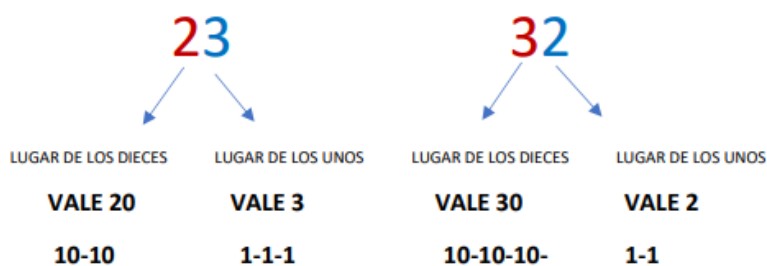 23 32
LUGAR DE LOS DIECES LUGAR DE LOS UNOS LUGAR DE LOS DIECES LUGAR DE LOS UNOS
VALE 20 VALE 3 VALE 30 VALE 2
10-10 1-1-1 10-10-10- 1-1